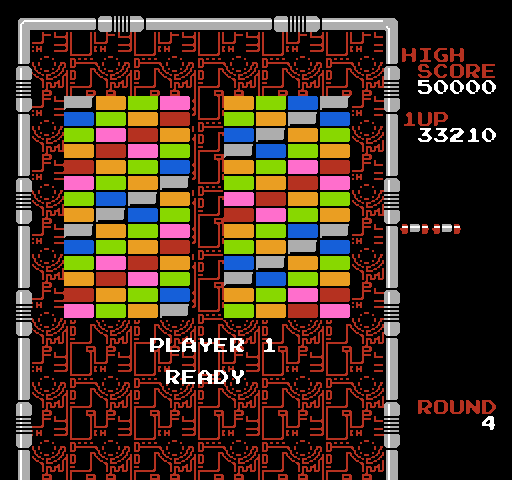 HIGH
SCORE
50000
1UP
33210
PLAYER 1
READY
ROUND
4